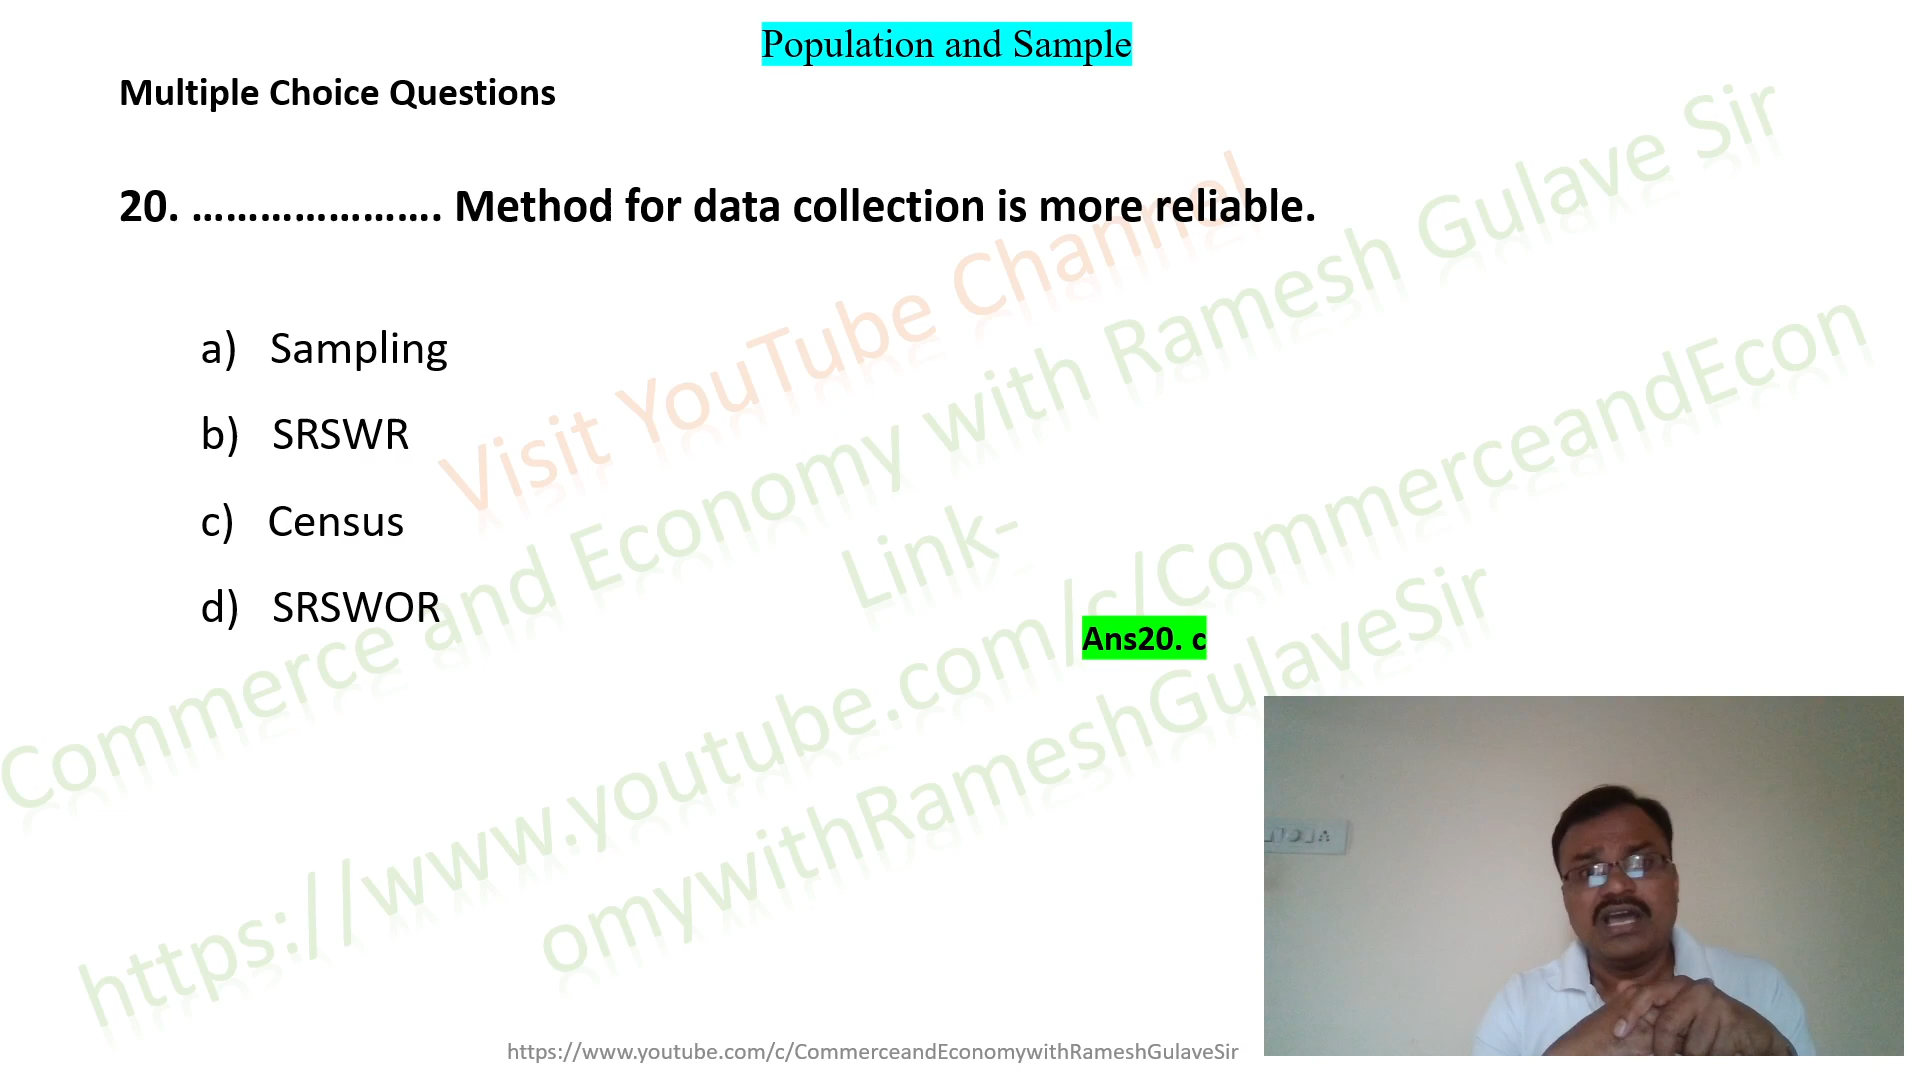 Population and Sample
Multiple Choice Questions
20. …………………. Method for data collection is more reliable.
a) Sampling
b) SRSWR
c) Census
d) SRSWOR
Ans20. c
Visit YouTube Channel
Commerce and Economy with Ramesh Gulave Sir
Link-
https://www.youtube.com/c/CommerceandEcon
omywithRameshGulaveSir
https://www.youtube.com/c/CommerceandEconomywithRameshGulaveSir